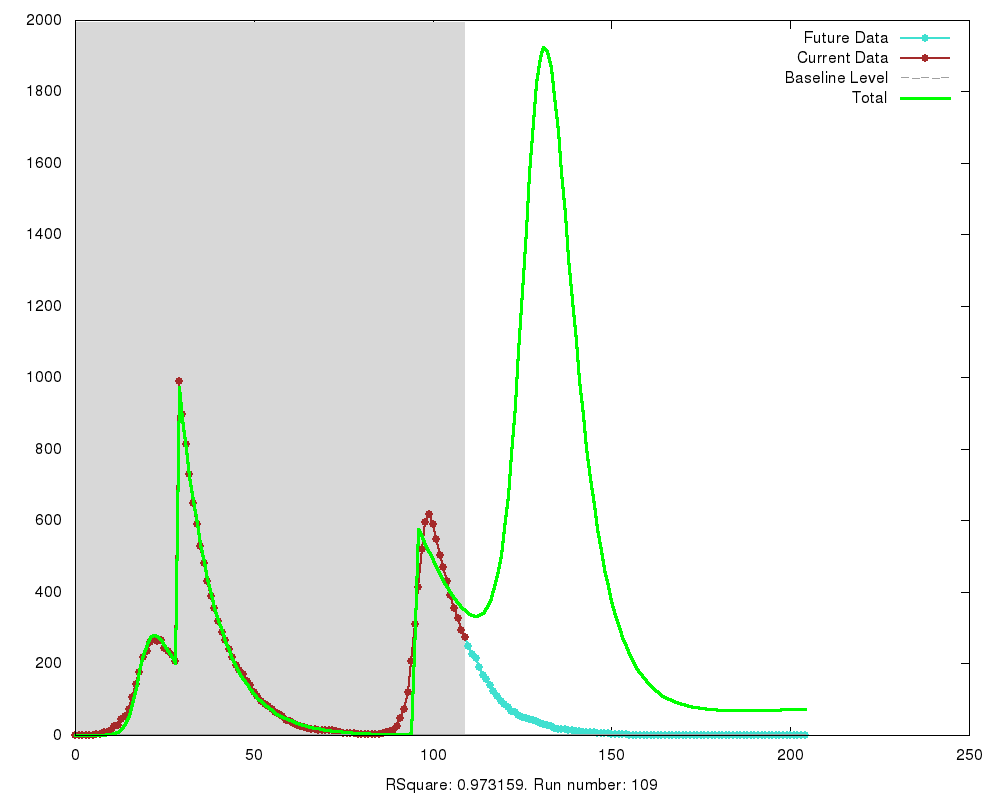 2000
1800
1600
1400
1200
1000
800
600
400
200
0
0 50 100 150 200 250
Future Data
Current Data
Baseline Level
Total
RSquare: 0.973159. Run number: 109